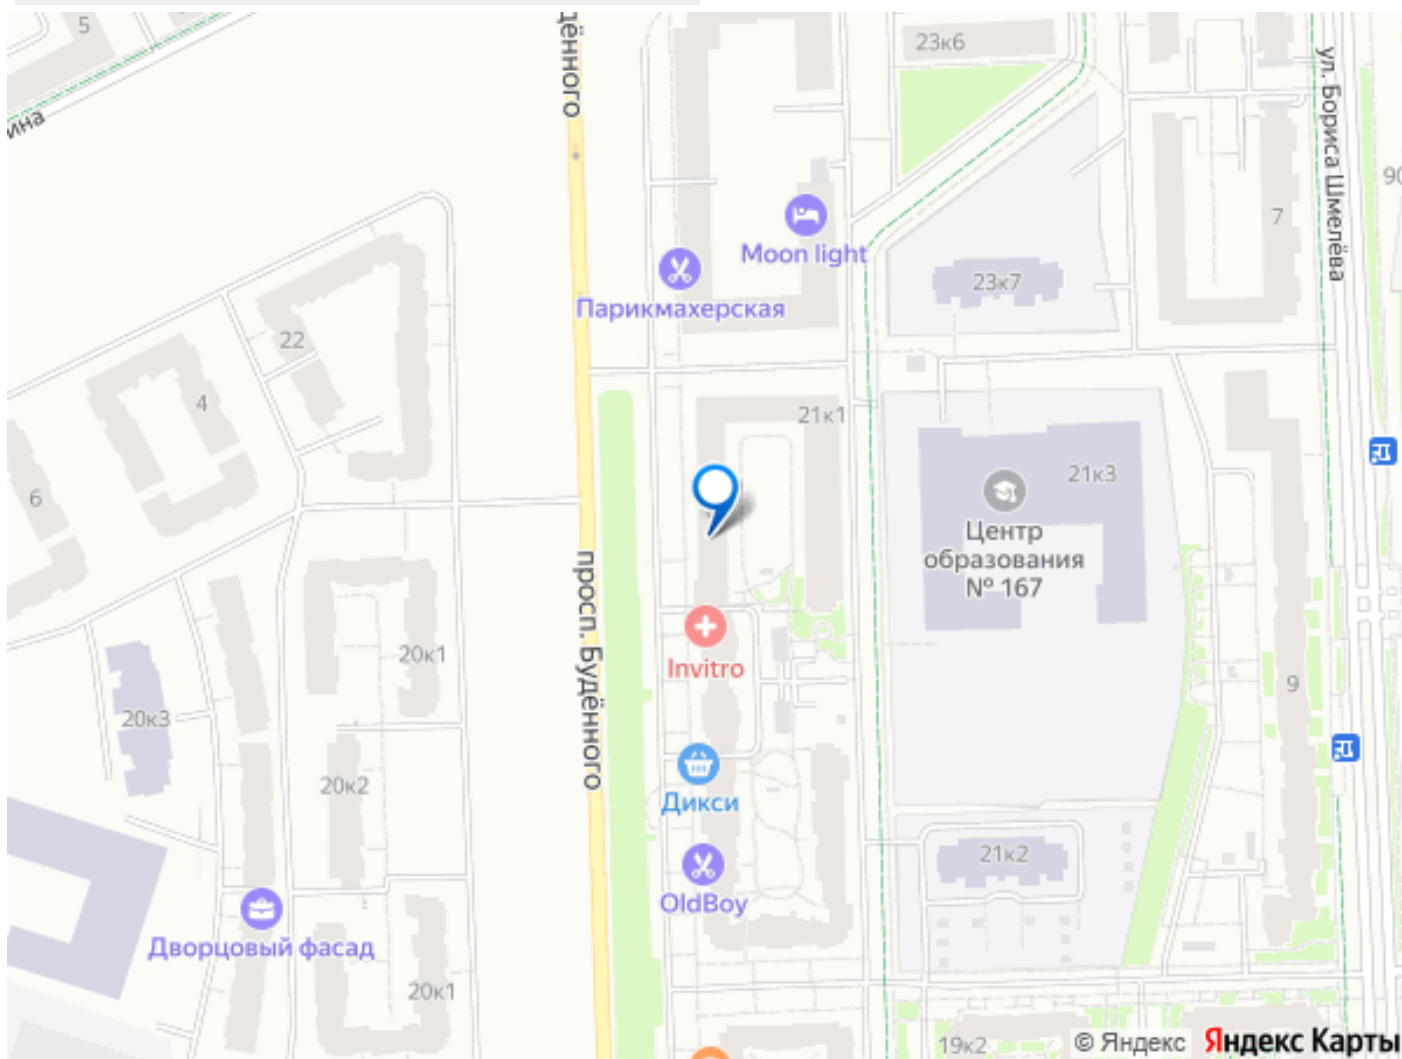 5
дённого
23к6
ул. Бориса Шмелёва
ина
90
7
Moon light
23к7
Парикмахерская
22
4
21к1
6
21к3
Центр
образования
№ 167
просп. Будённого
Invitro
20к1
9
20к3
20к2
Дикси
21к2
OldBoy
Дворцовый фасад
20к1
19к2
© Яндекс Яндекс Карты